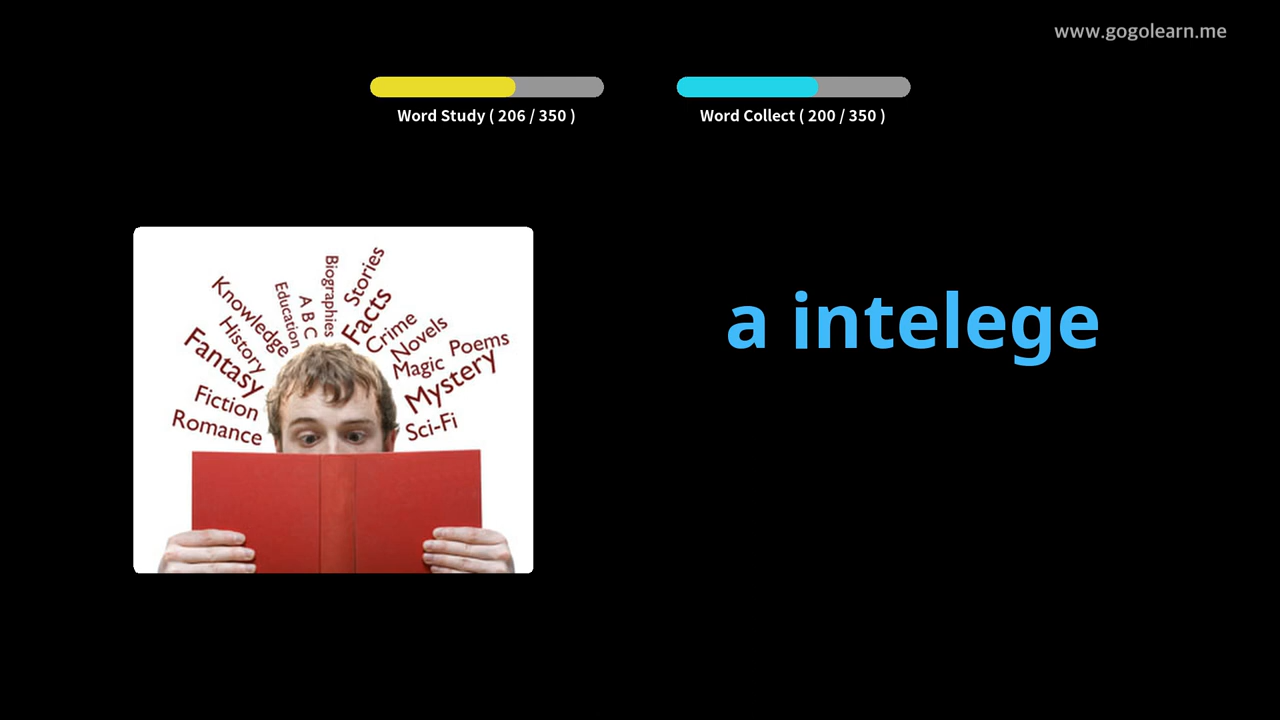 www.gogolearn.me
Word Study ( 206 / 350 )
Word Collect ( 200 / 350 )
a intelege
Biographies
Stories
Education
A B C
Facts
Knowledge
Crime
History
Novels
Poems
Fantasy
Magic
Mystery
Fiction
Sci-Fi
Romance